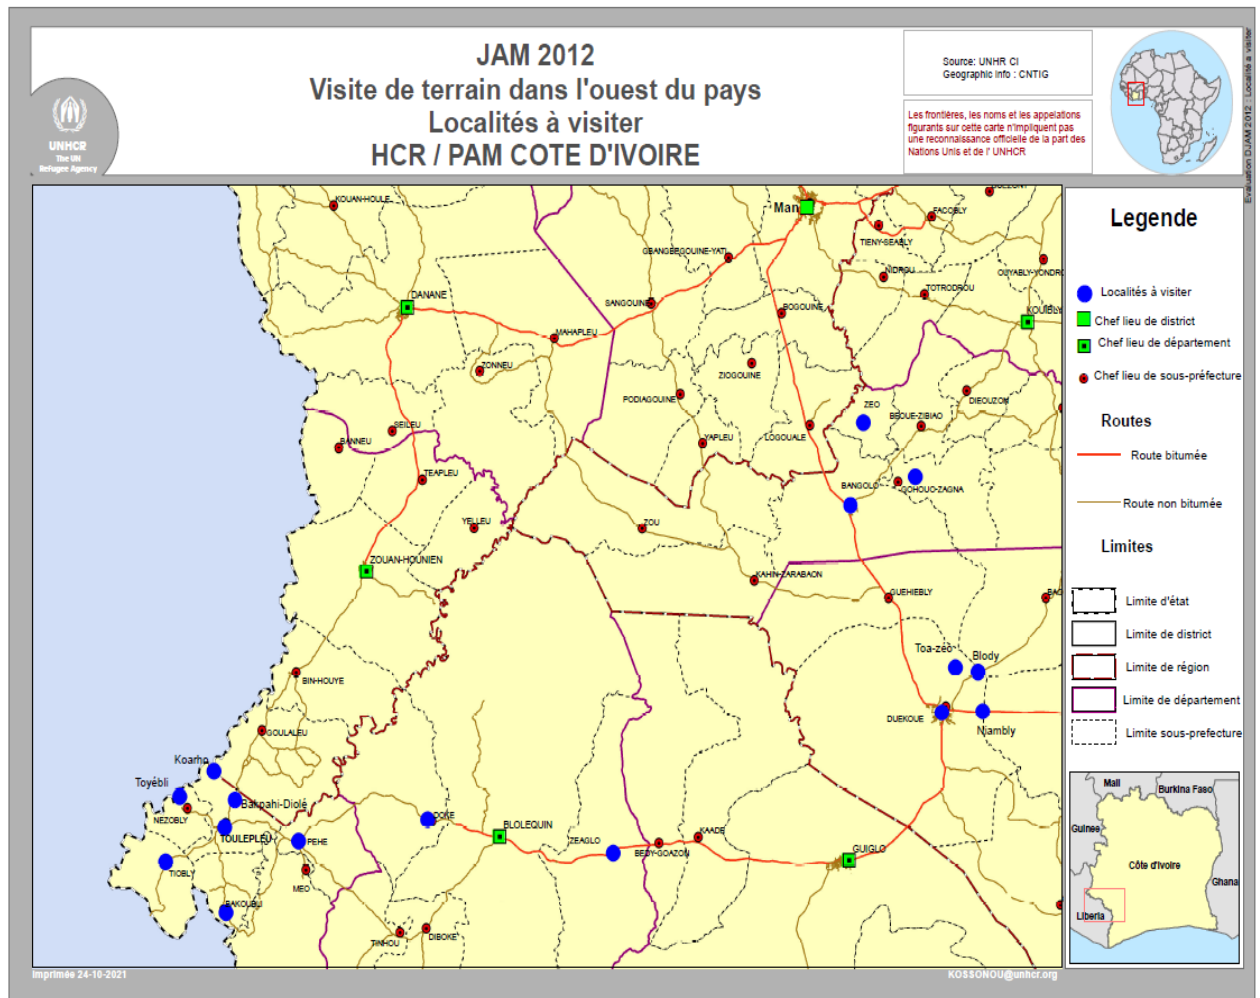 JAM 2012
Visite de terrain dans l'ouest du pays
Localités à visiter
HCR / PAM COTE D'IVOIRE
UNHCR
The UN
Refugee Agency
Source: UNHR CI
Geographic info : CNTIG
Les frontières, les noms et les appelations
figurants sur cette carte n'impliquent pas
une reconnaissance officielle de la part des
Nations Unis et de l' UNHCR
Evaluation DJAM 2012 : Localité à visiter
KOUAN-HOULE
Man
FACOBLY
TIENY-SEABLY
GBANGBEGOUINE-YATI
OUYABLY-YONDRO
NIDROU
TOTRODROU
DANANE
SANGOUINE
BOGOUINE
KOUIBLY
MAHAPLEU
ZONNEU
ZIOGOUINE
PODIAGOUINE
DIEOUZON
ZEO
BEOUE-ZIBIAO
SEILEU
BANNEU
YAPLEU
LOGOUALE
TEAPLEU
BANGOLO
GOHOUO-ZAGNA
YELLEU
ZOU
ZOUAN-HOUNIEN
KAHIN-ZARABAON
GUEHIEBLY
Toa-zéo
Blody
BIN-HOUYE
DUEKOUE
Niambly
GOULALEU
Koarho
Toyébli
Bakpahi-Diolé
NEZOBLY
TOULEPLEU
PEHE
DOKE
BLOLEQUIN
ZEAGLO
BEDY-GOAZON
KAADE
GUIGLO
TIOBLY
MEO
BAKOUBLI
TINHOU
DIBOKE
Legende
Localités à visiter
Chef lieu de district
Chef lieu de département
Chef lieu de sous-préfecture
Routes
Route bitumée
Route non bitumée
Limites
Limite d'état
Limite de district
Limite de région
Limite de département
Limite sous-prefecture
Mali
Burkina Faso
Guinee
Côte d'Ivoire
Ghana
Liberia
Imprimée 24-10-2021
KOSSONOU@unhcr.org